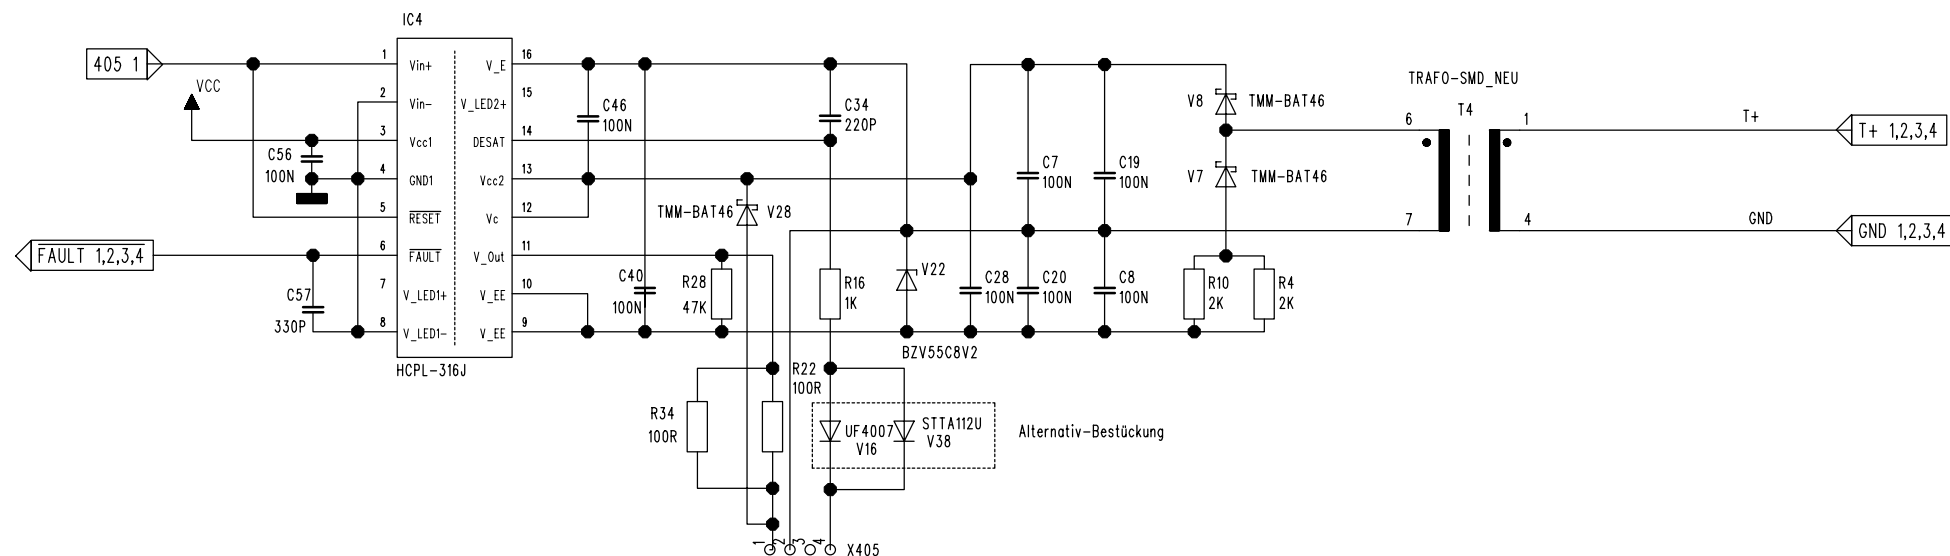 IC4
405 1
VCC
1
Vin+
2
Vin-
3
Vcc1
4
GND1
5
RESET
6
FAULT
7
V_LED1+
8
V_LED1-
16
V_E
15
V_LED2+
14
DESAT
13
Vcc2
12
Vc
11
V_Out
10
V_EE
9
V_EE
HCPL-316J
C56
100N
FAULT 1,2,3,4
C57
330P
C46
100N
C34
220P
TMM-BAT46
V28
C40
100N
R28
47K
R16
1K
V22
BZV55C8V2
C28
100N
C7
100N
C20
100N
C19
100N
C8
100N
V8
TMM-BAT46
V7
TMM-BAT46
R10
2K
R4
2K
TRAFO-SMD_NEU
T4
6
1
7
4
T+
T+ 1,2,3,4
GND
GND 1,2,3,4
R22
100R
R34
100R
UF4007
V16
STTA112U
V38
Alternativ-Bestückung
1
2
3
4
X405